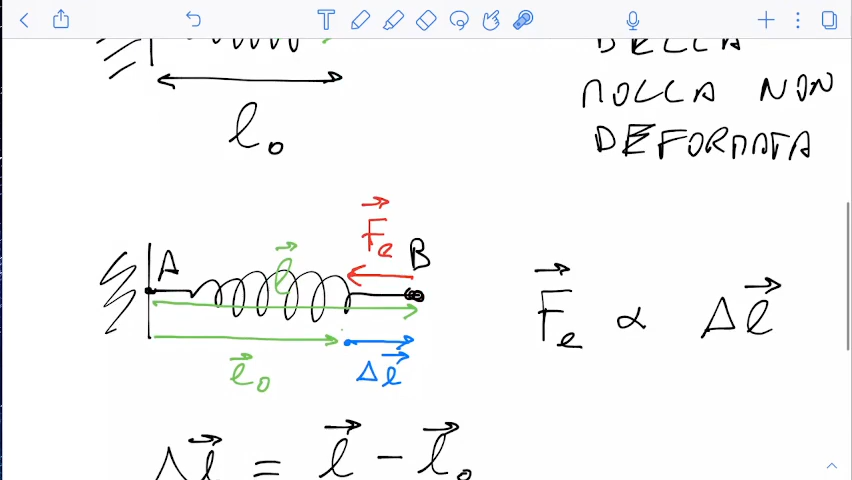 DELLA
MOLLA NON
DEFORMATA
l₀
F⃗e
A
l⃗
B
l⃗₀
Δl⃗
F⃗e ∝ Δl⃗
Δl⃗ = l⃗ - l⃗₀